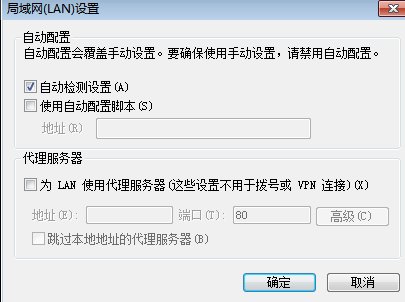 局域网(LAN)设置
自动配置
自动配置会覆盖手动设置。要确保使用手动设置，请禁用自动配置。
自动检测设置(A)
使用自动配置脚本(S)
地址(R)
代理服务器
为 LAN 使用代理服务器(这些设置不用于拨号或 VPN 连接)(X)
地址(E): 端口(T): 80 高级(C)
跳过本地地址的代理服务器(B)
确定 取消